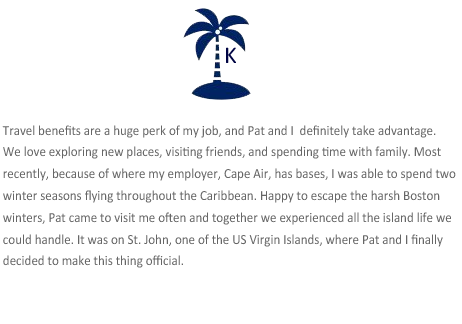 K
Travel benefits are a huge perk of my job, and Pat and I  definitely take advantage.
We love exploring new places, visiting friends, and spending time with family. Most
recently, because of where my employer, Cape Air, has bases, I was able to spend two
winter seasons flying throughout the Caribbean. Happy to escape the harsh Boston
winters, Pat came to visit me often and together we experienced all the island life we
could handle. It was on St. John, one of the US Virgin Islands, where Pat and I finally
decided to make this thing official.